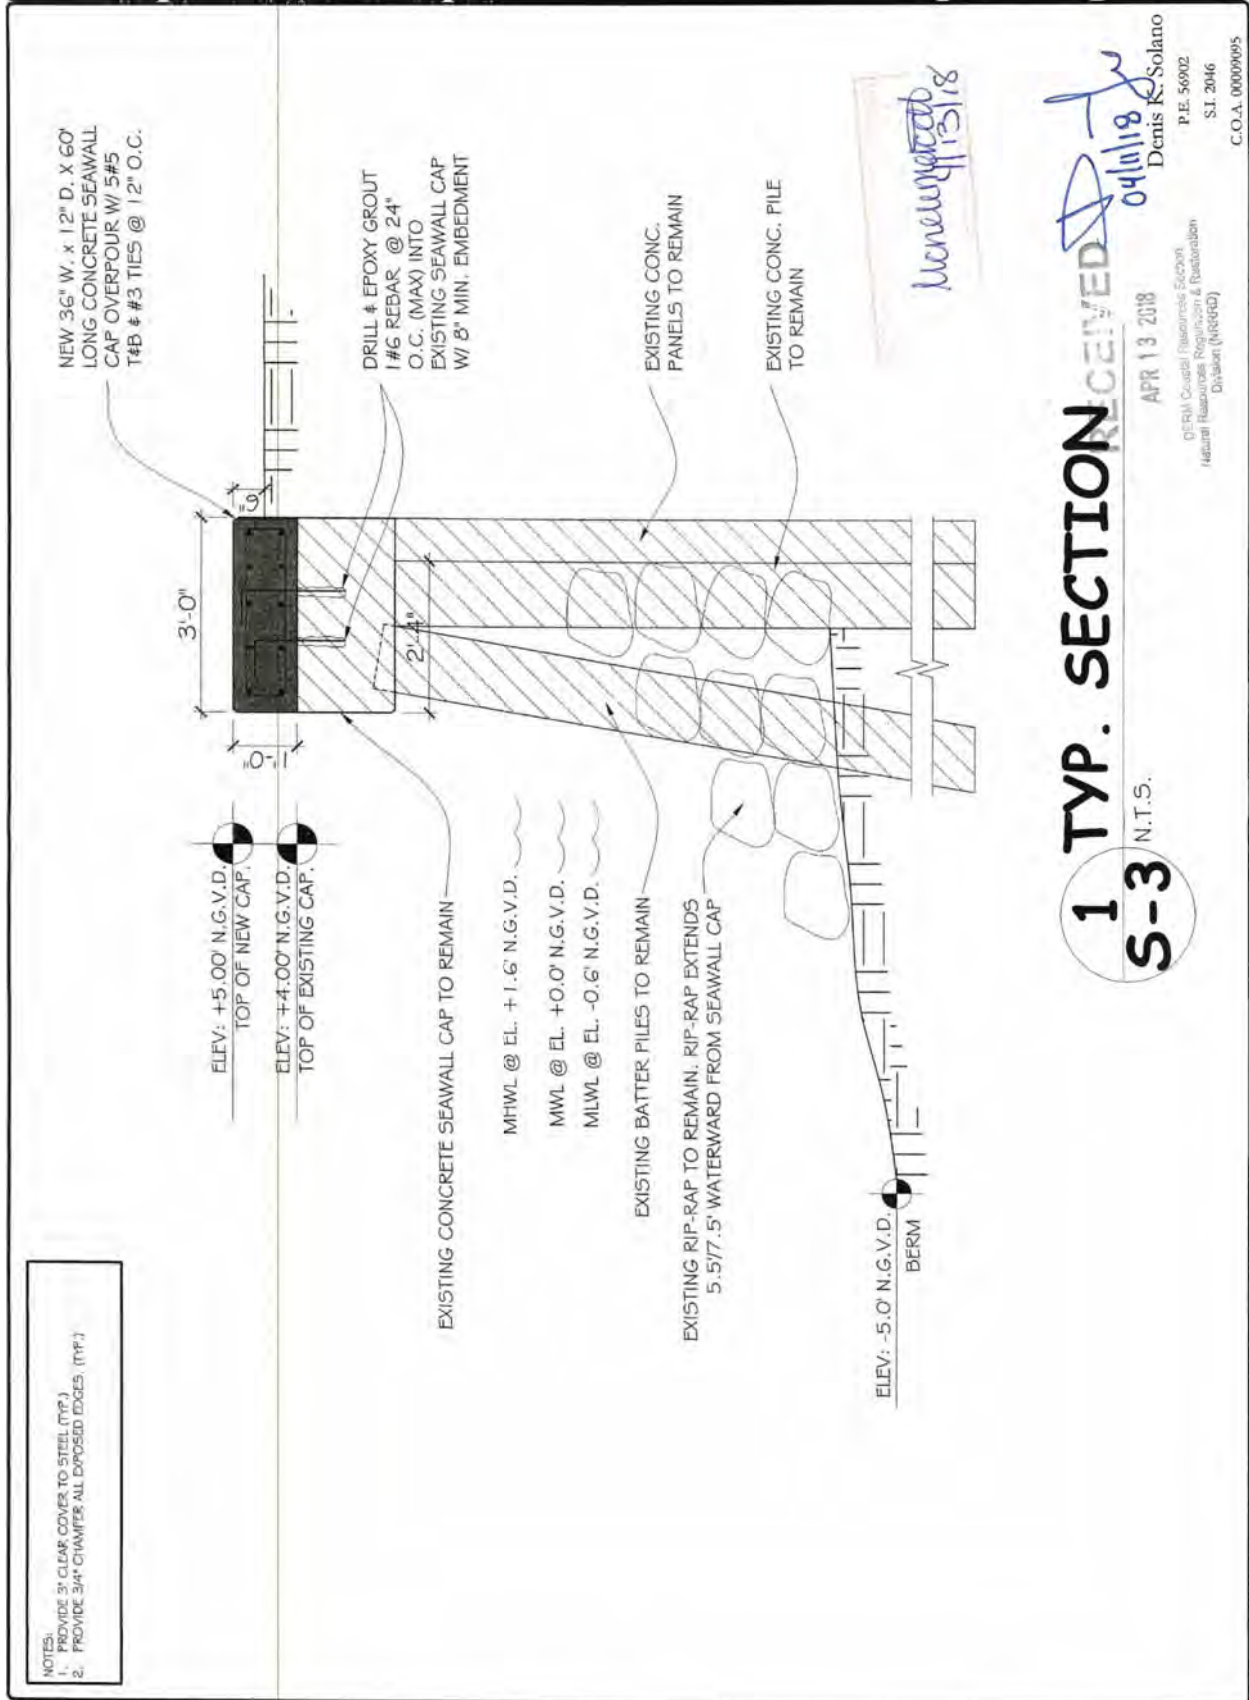 NOTES:
1. PROVIDE 3" CLEAR COVER TO STEEL (TYP.)
2. PROVIDE 3/4" CHAMFER ALL EXPOSED EDGES. (TYP.)
NEW 36" W. x 12" D. X 60'
LONG CONCRETE SEAWALL
CAP OVERPOUR W/ 5#5
T&B & #3 TIES @ 12" O.C.
3'-0"
6"
1'-0"
ELEV: +5.00' N.G.V.D.
TOP OF NEW CAP.
ELEV: +4.00' N.G.V.D.
TOP OF EXISTING CAP.
DRILL & EPOXY GROUT
1#6 REBAR @ 24"
O.C. (MAX) INTO
EXISTING SEAWALL CAP
W/ 8" MIN. EMBEDMENT
2'-4"
EXISTING CONCRETE SEAWALL CAP TO REMAIN
MHWL @ EL. +1.6' N.G.V.D.
MWL @ EL. +0.0' N.G.V.D.
MLWL @ EL. -0.6' N.G.V.D.
EXISTING CONC.
PANELS TO REMAIN
EXISTING BATTER PILES TO REMAIN
EXISTING CONC. PILE
TO REMAIN
EXISTING RIP-RAP TO REMAIN. RIP-RAP EXTENDS
5.5'/7.5' WATERWARD FROM SEAWALL CAP
ELEV: -5.0' N.G.V.D.
BERM
1
S-3
TYP. SECTION
N.T.S.
RECEIVED
APR 13 2018
DERM Coastal Resources Section
Natural Resources Regulation & Restoration
Division (NRRRD)
04/11/18
Denis K. Solano
P.E. 56902
S.I. 2046
C.O.A. 00009095